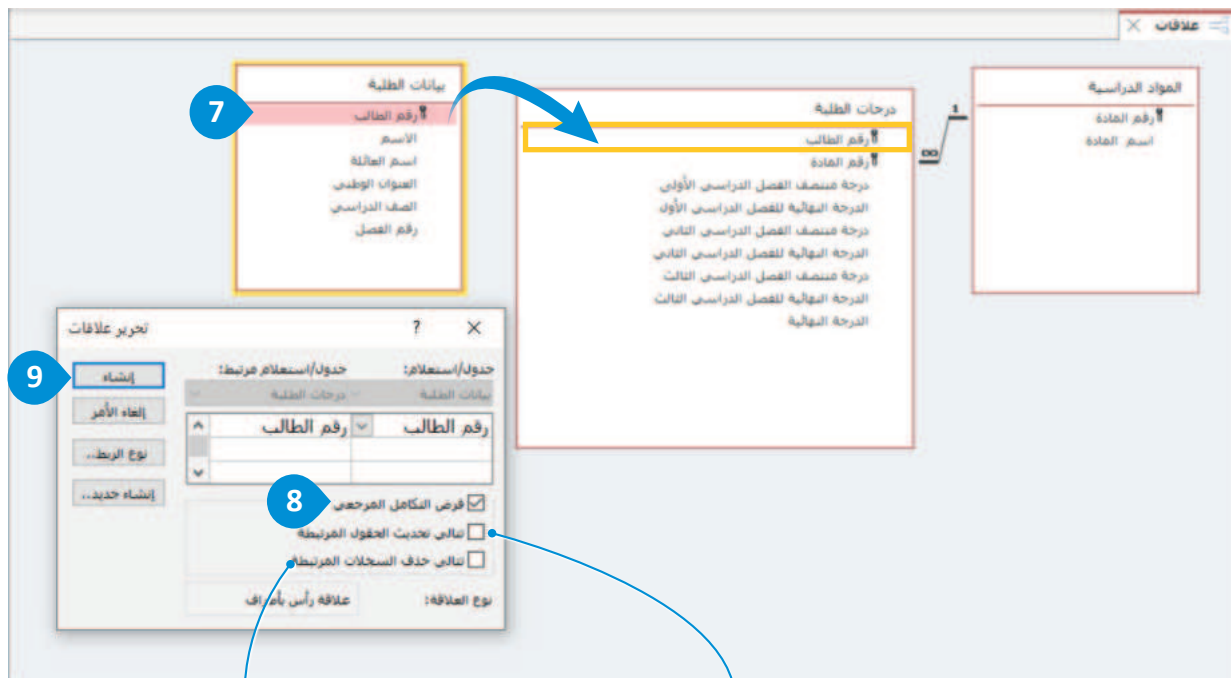 علاقات
المواد الدراسية
رقم المادة
اسم المادة
1
∞
درجات الطلبة
رقم الطالب
رقم المادة
درجة منتصف الفصل الدراسي الأولى
الدرجة النهائية للفصل الدراسي الأول
درجة منتصف الفصل الدراسي الثاني
الدرجة النهائية للفصل الدراسي الثاني
درجة منتصف الفصل الدراسي الثالث
الدرجة النهائية للفصل الدراسي الثالث
الدرجة النهائية
بيانات الطلبة
7
رقم الطالب
الاسم
اسم العائلة
العنوان الوطني
الصف الدراسي
رقم الفصل
تحرير علاقات
?
جدول/استعلام: جدول/استعلام مرتبط:
بيانات الطلبة درجات الطلبة
رقم الطالب رقم الطالب
9
إنشاء
إلغاء الأمر
نوع الربط..
إنشاء جديد..
8
فرض التكامل المرجعي
تتالي تحديث الحقول المرتبطة
تتالي حذف السجلات المرتبطة
نوع العلاقة: علاقة رأس بأطراف